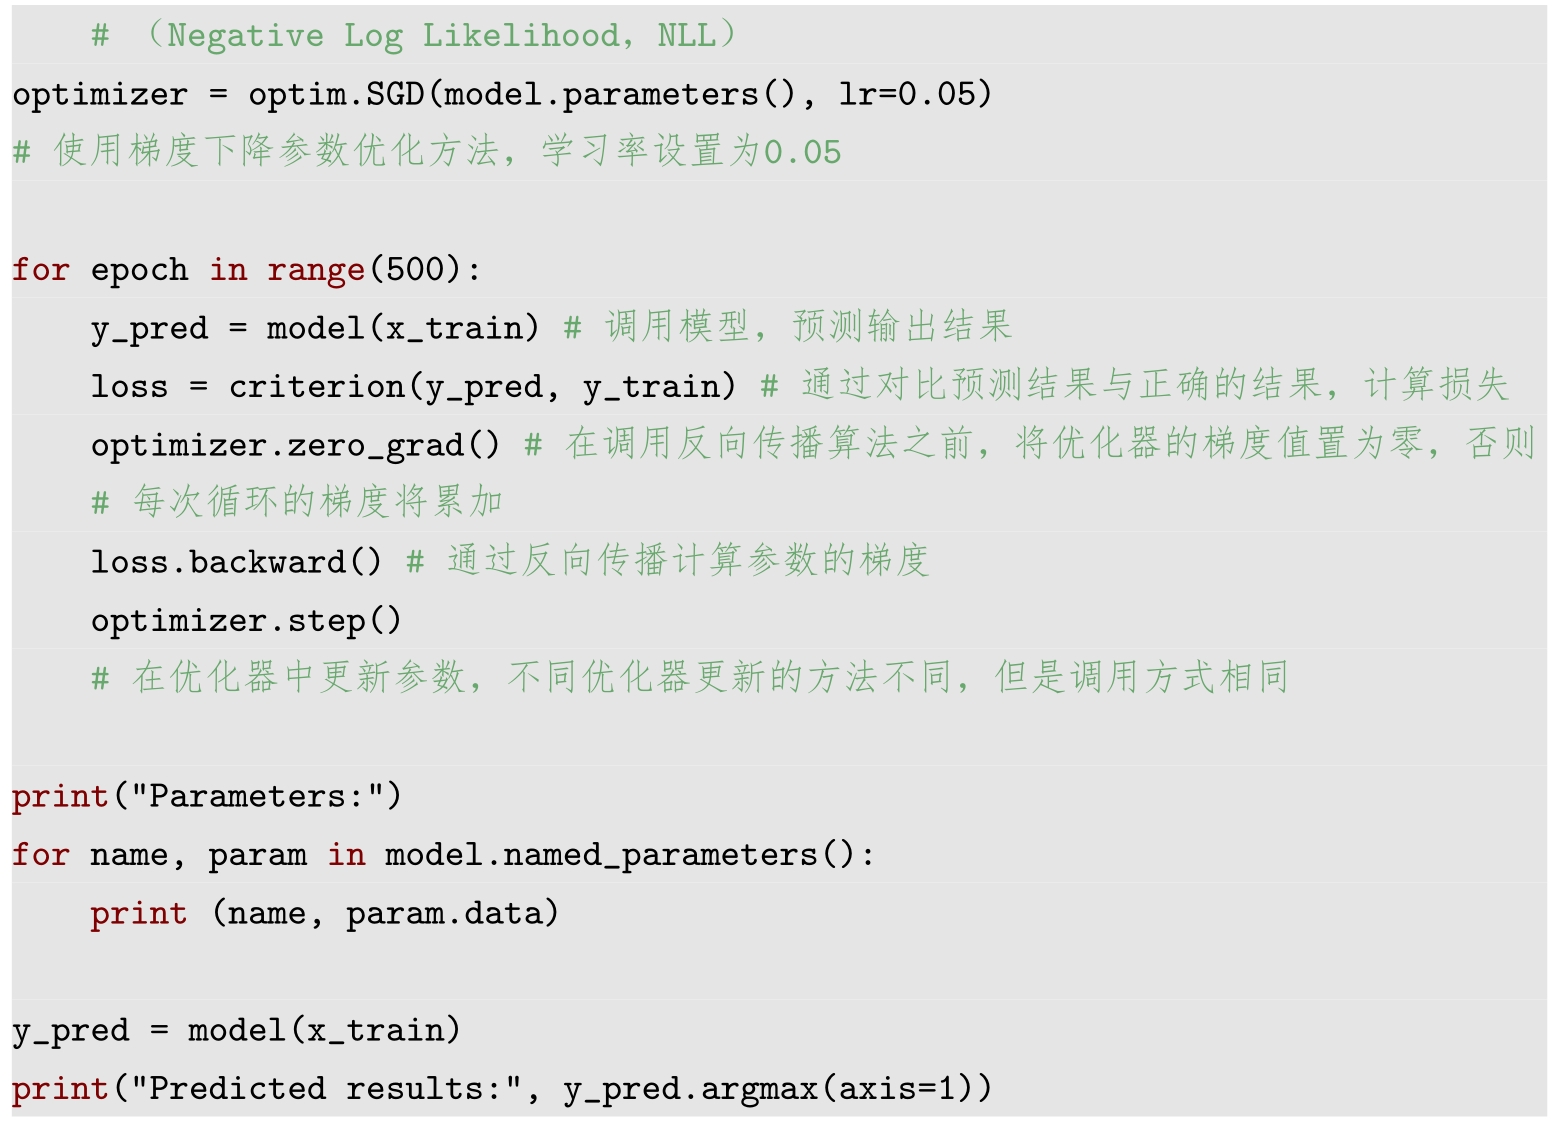 # （Negative Log Likelihood, NLL）
optimizer = optim.SGD(model.parameters(), lr=0.05)
# 使用梯度下降参数优化方法，学习率设置为0.05

for epoch in range(500):
    y_pred = model(x_train) # 调用模型，预测输出结果
    loss = criterion(y_pred, y_train) # 通过对比预测结果与正确的结果，计算损失
    optimizer.zero_grad() # 在调用反向传播算法之前，将优化器的梯度值置为零，否则
    # 每次循环的梯度将累加
    loss.backward() # 通过反向传播计算参数的梯度
    optimizer.step()
    # 在优化器中更新参数，不同优化器更新的方法不同，但是调用方式相同

print("Parameters:")
for name, param in model.named_parameters():
    print (name, param.data)

y_pred = model(x_train)
print("Predicted results:", y_pred.argmax(axis=1))